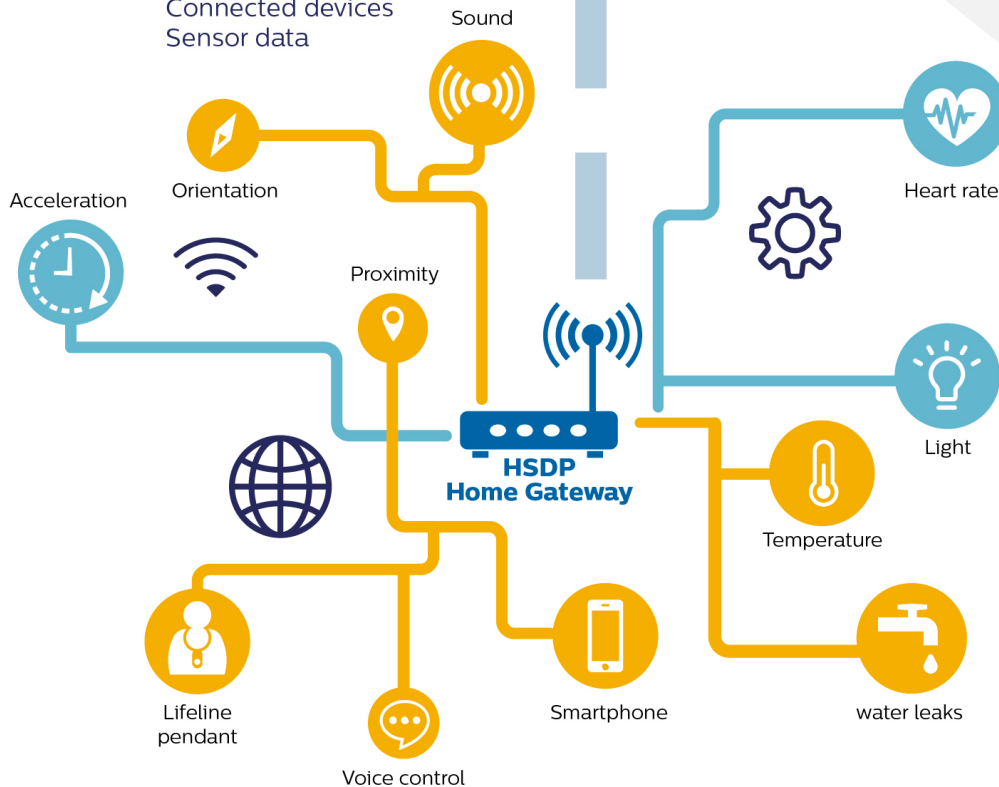 Connected devices
Sensor data
Sound
Orientation
Acceleration
Heart rate
Proximity
Light
HSDP
Home Gateway
Temperature
Lifeline
pendant
Smartphone
water leaks
Voice control